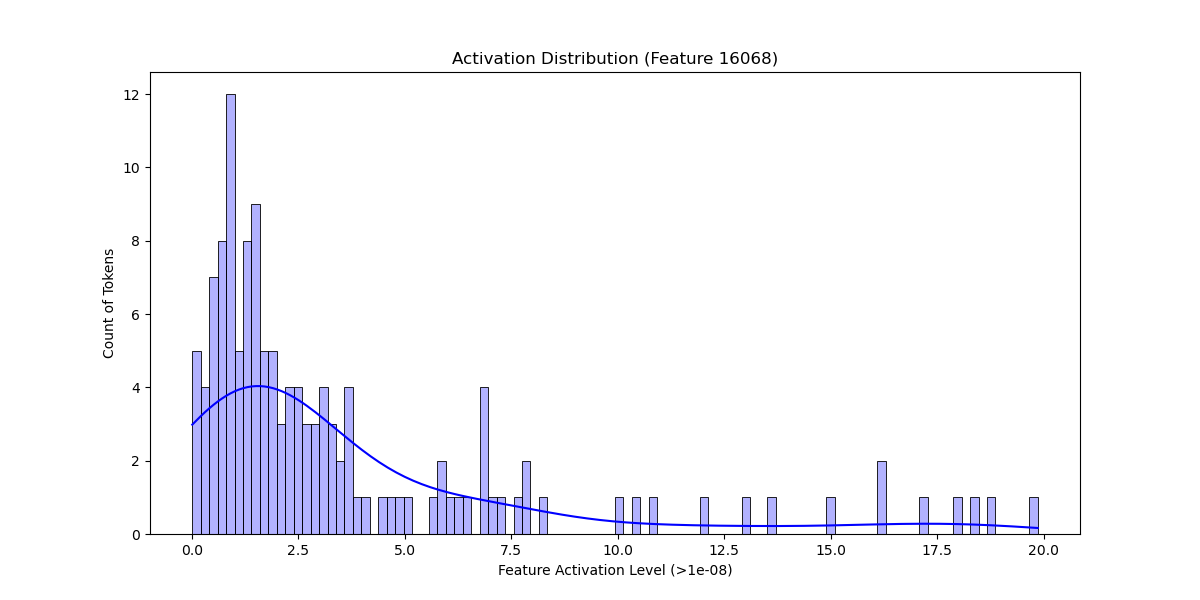 Activation Distribution (Feature 16068)
12
10
8
6
4
2
0
Count of Tokens
0.0 2.5 5.0 7.5 10.0 12.5 15.0 17.5 20.0
Feature Activation Level (>1e-08)